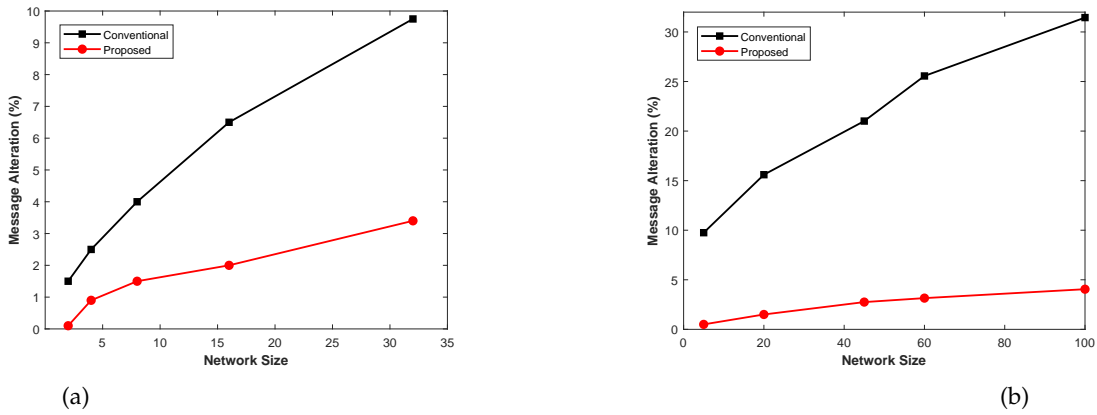 10
9
8
7
6
5
4
3
2
1
0
Message Alteration (%)
Conventional
Proposed
5 10 15 20 25 30 35
Network Size
(a)
30
25
20
15
10
5
0
Message Alteration (%)
Conventional
Proposed
0 20 40 60 80 100
Network Size
(b)